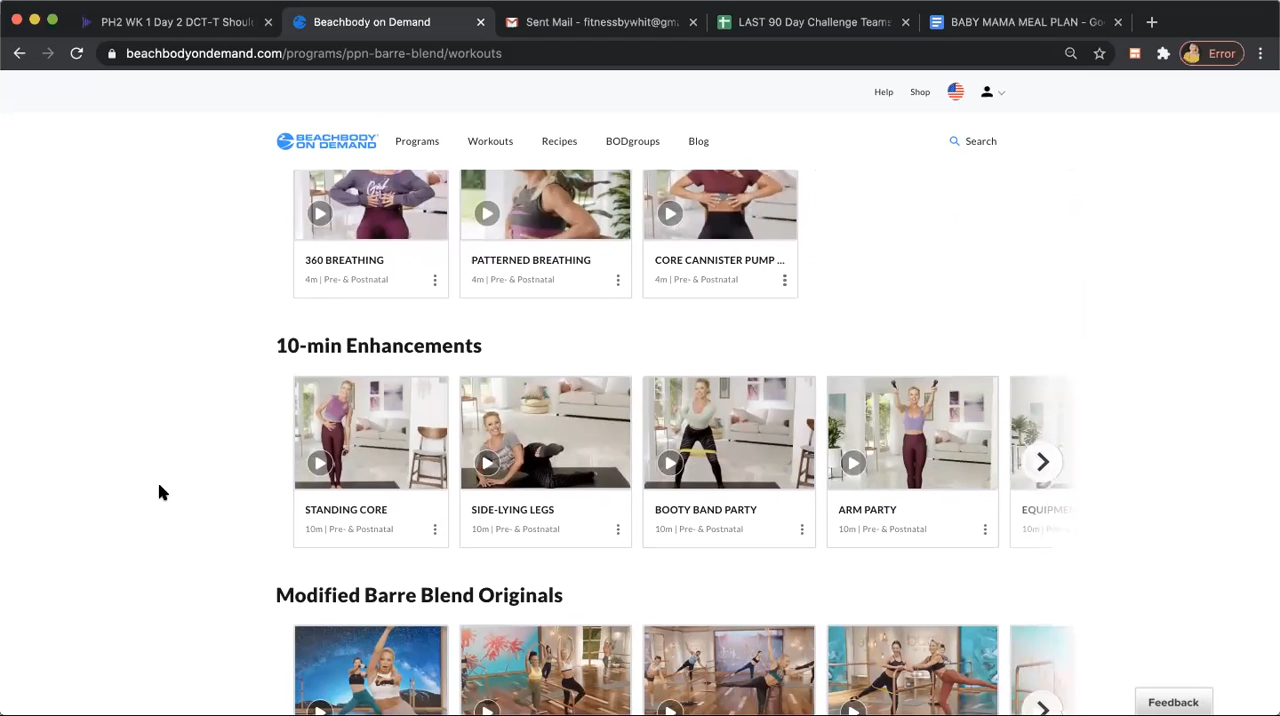 PH2 WK 1 Day 2 DCT-T Shoul
Beachbody on Demand
Sent Mail - fitnessbywhit@gm
LAST 90 Day Challenge Teams
BABY MAMA MEAL PLAN - Go
beachbodyondemand.com/programs/ppn-barre-blend/workouts
Error
Help Shop
BEACHBODY ON DEMAND
Programs Workouts Recipes BODgroups Blog Search
360 BREATHING PATTERNED BREATHING CORE CANNISTER PUMP ...
4m | Pre- & Postnatal 4m | Pre- & Postnatal 4m | Pre- & Postnatal
10-min Enhancements
STANDING CORE SIDE-LYING LEGS BOOTY BAND PARTY ARM PARTY EQUIPME
10m | Pre- & Postnatal 10m | Pre- & Postnatal 10m | Pre- & Postnatal 10m | Pre- & Postnatal 10m
Modified Barre Blend Originals
Feedback